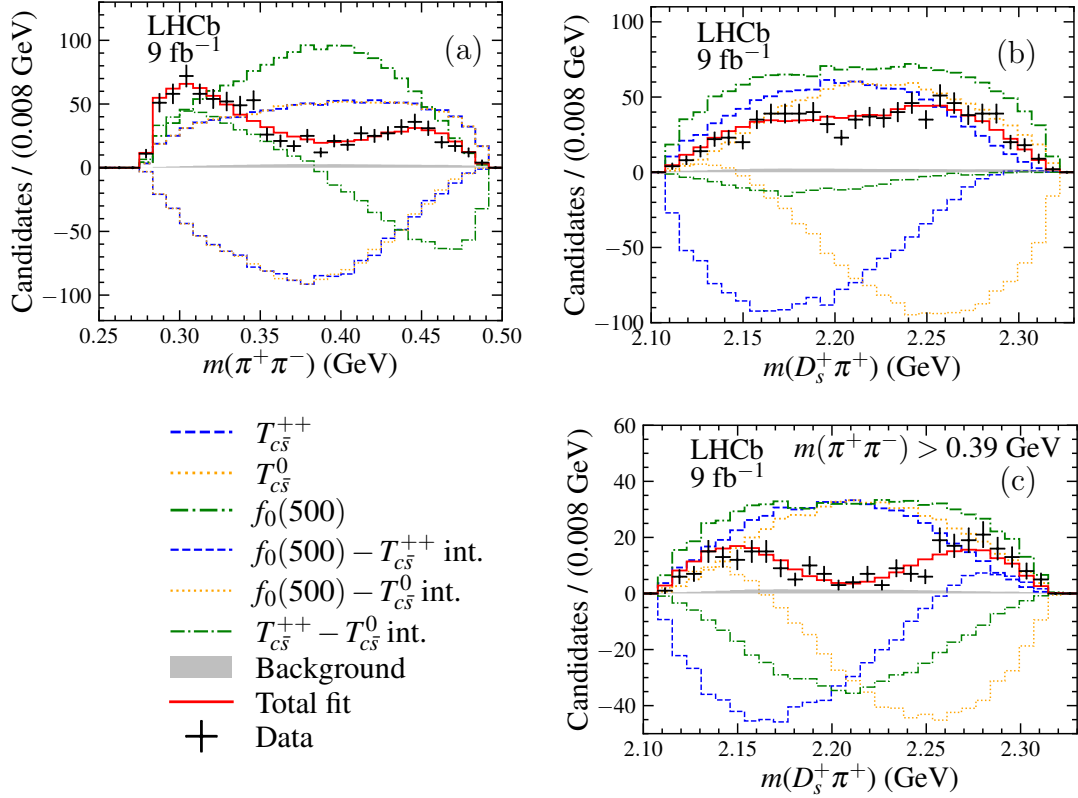 LHCb
9 fb⁻¹
(a)
Candidates / (0.008 GeV)
100
50
0
−50
−100
0.25 0.30 0.35 0.40 0.45 0.50
m(π⁺π⁻) (GeV)
LHCb
9 fb⁻¹
(b)
Candidates / (0.008 GeV)
100
50
0
−50
−100
2.10 2.15 2.20 2.25 2.30
m(D_s⁺π⁺) (GeV)
T_{cs̄}⁺⁺
T_{cs̄}⁰
f₀(500)
f₀(500) − T_{cs̄}⁺⁺ int.
f₀(500) − T_{cs̄}⁰ int.
T_{cs̄}⁺⁺ − T_{cs̄}⁰ int.
Background
Total fit
Data
LHCb m(π⁺π⁻) > 0.39 GeV
9 fb⁻¹
(c)
Candidates / (0.008 GeV)
60
40
20
0
−20
−40
2.10 2.15 2.20 2.25 2.30
m(D_s⁺π⁺) (GeV)